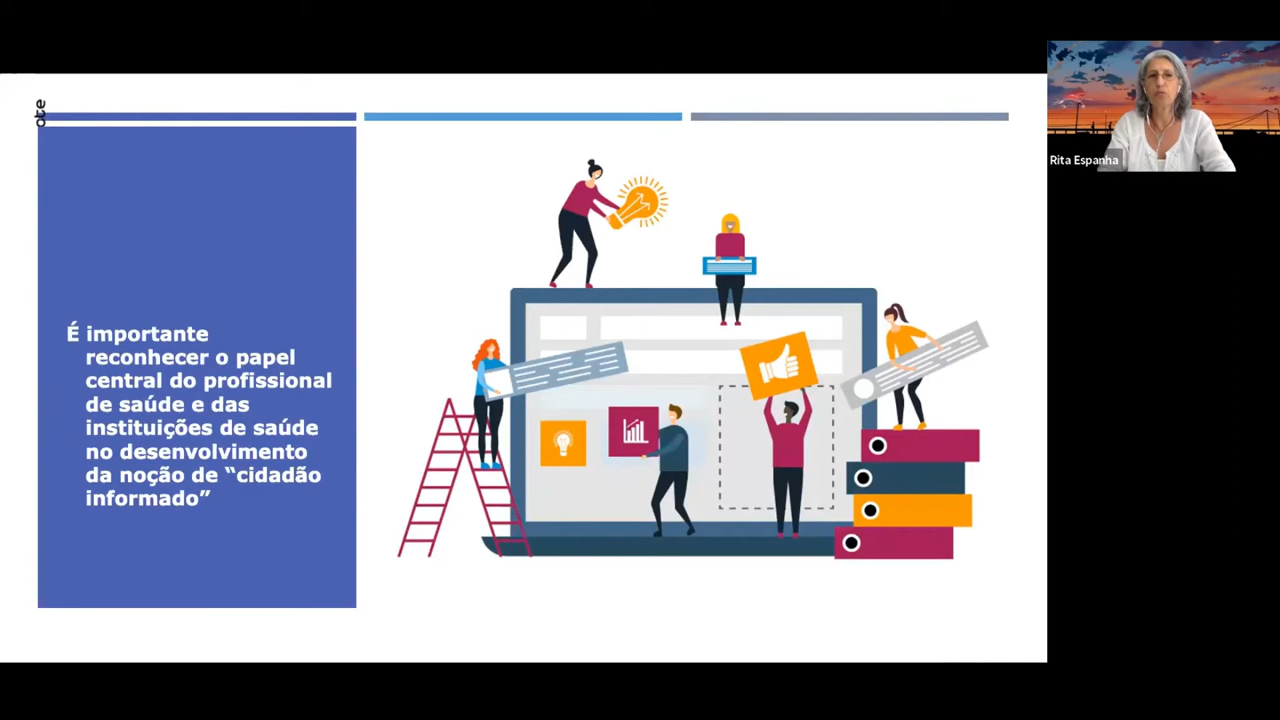 ote
É importante
reconhecer o papel
central do profissional
de saúde e das
instituições de saúde
no desenvolvimento
da noção de “cidadão
informado”
Rita Espanha